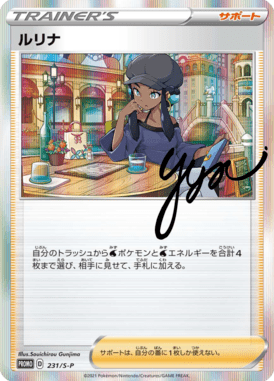 TRAINER'S サポート
ルリナ
自分のトラッシュから水ポケモンと水エネルギーを合計4
枚まで選び、相手に見せて、手札に加える。
Illus.Souichirou Gunjima
PROMO D 231/S-P
サポートは、自分の番に1枚しか使えない。
©2021 Pokémon/Nintendo/Creatures/GAME FREAK.